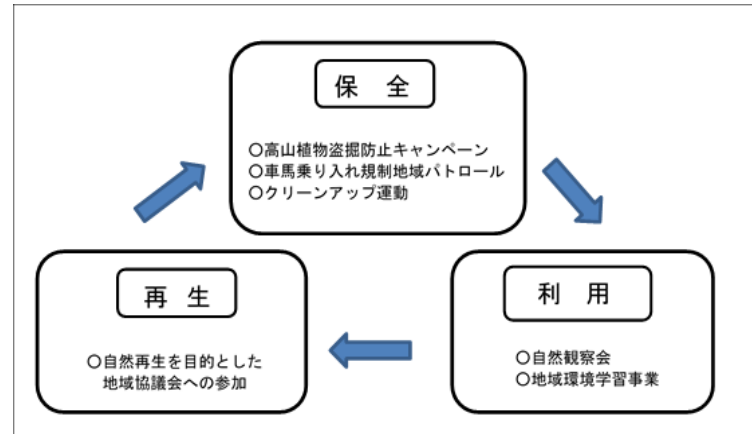 保 全
○高山植物盗掘防止キャンペーン
○車馬乗り入れ規制地域パトロール
○クリーンアップ運動
再 生
○自然再生を目的とした
地域協議会への参加
利 用
○自然観察会
○地域環境学習事業